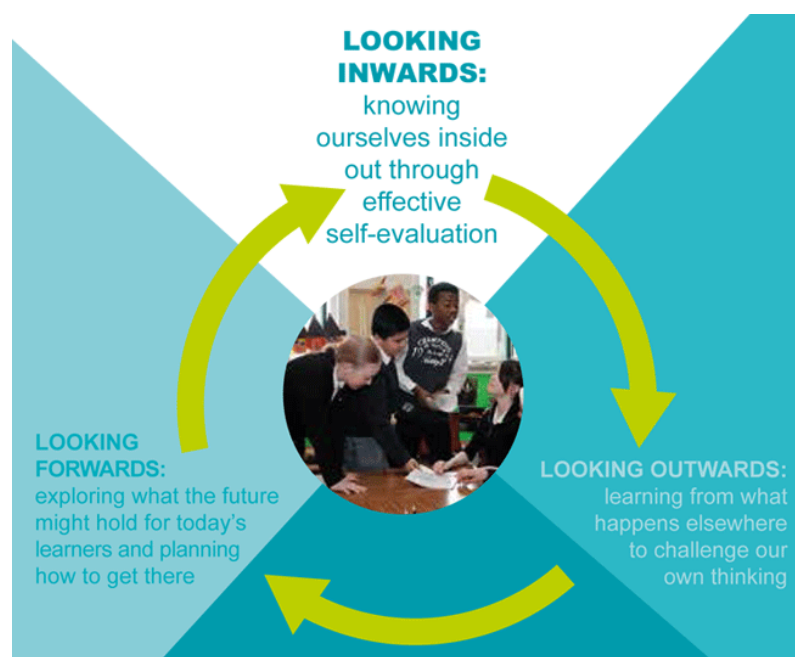 LOOKING
INWARDS:
knowing
ourselves inside
out through
effective
self-evaluation
LOOKING OUTWARDS:
learning from what
happens elsewhere
to challenge our
own thinking
LOOKING
FORWARDS:
exploring what the future
might hold for today's
learners and planning
how to get there